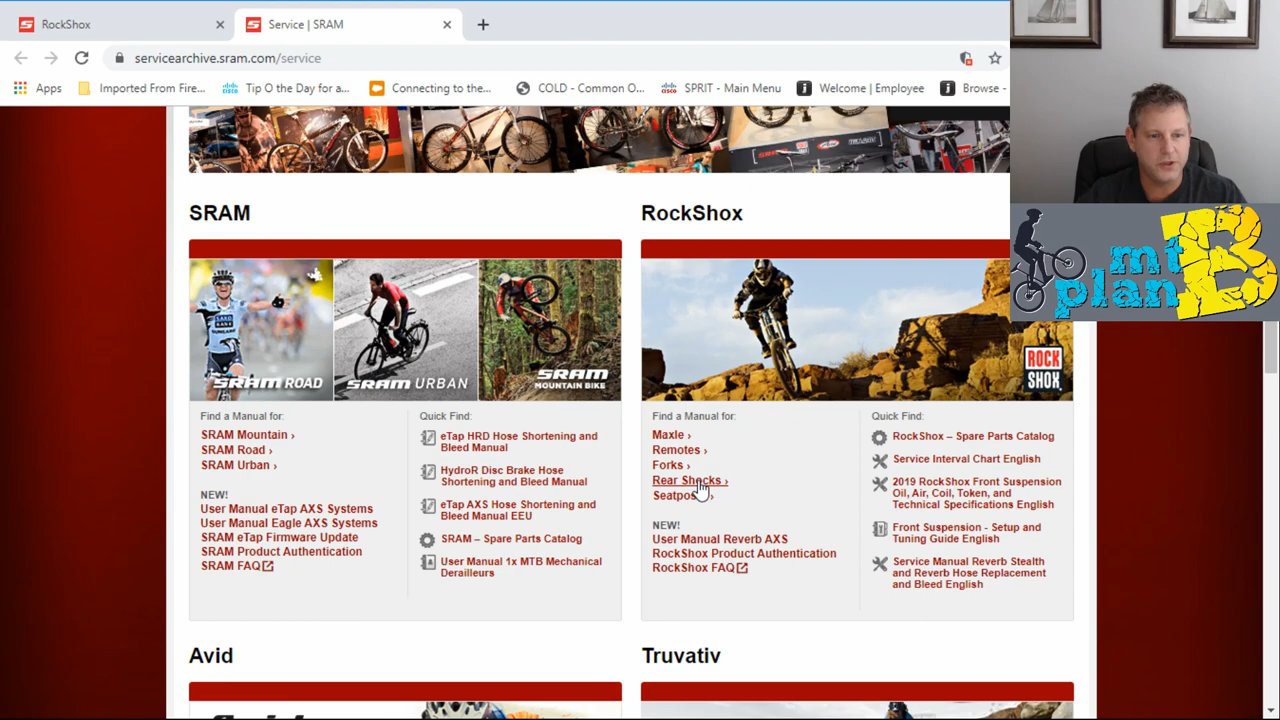 RockShox
Service | SRAM
servicearchive.sram.com/service
Apps
Imported From Fire...
Tip O the Day for a...
Connecting to the...
COLD - Common O...
SPRIT - Main Menu
Welcome | Employee
Browse -
mt
plan B
SRAM
SRAM ROAD
SRAM URBAN
SRAM
MOUNTAIN BIKE
Find a Manual for:
SRAM Mountain ›
SRAM Road ›
SRAM Urban ›
NEW!
User Manual eTap AXS Systems
User Manual Eagle AXS Systems
SRAM eTap Firmware Update
SRAM Product Authentication
SRAM FAQ
Quick Find:
eTap HRD Hose Shortening and
Bleed Manual
HydroR Disc Brake Hose
Shortening and Bleed Manual
eTap AXS Hose Shortening and
Bleed Manual EEU
SRAM – Spare Parts Catalog
User Manual 1x MTB Mechanical
Derailleurs
RockShox
ROCK
SHOX
Find a Manual for:
Maxle ›
Remotes ›
Forks ›
Rear Shocks ›
Seatpo
NEW!
User Manual Reverb AXS
RockShox Product Authentication
RockShox FAQ
Quick Find:
RockShox – Spare Parts Catalog
Service Interval Chart English
2019 RockShox Front Suspension
Oil, Air, Coil, Token, and
Technical Specifications English
Front Suspension - Setup and
Tuning Guide English
Service Manual Reverb Stealth
and Reverb Hose Replacement
and Bleed English
Avid
Truvativ